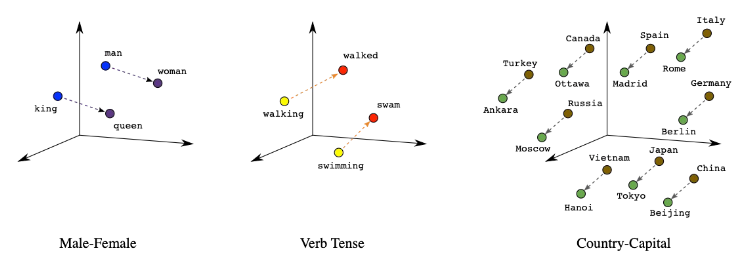 man
woman
king
queen
Male-Female
walked
walking
swam
swimming
Verb Tense
Italy
Canada
Spain
Turkey
Rome
Ottawa
Madrid
Germany
Ankara
Russia
Berlin
Moscow
Vietnam
Japan
China
Hanoi
Tokyo
Beijing
Country-Capital